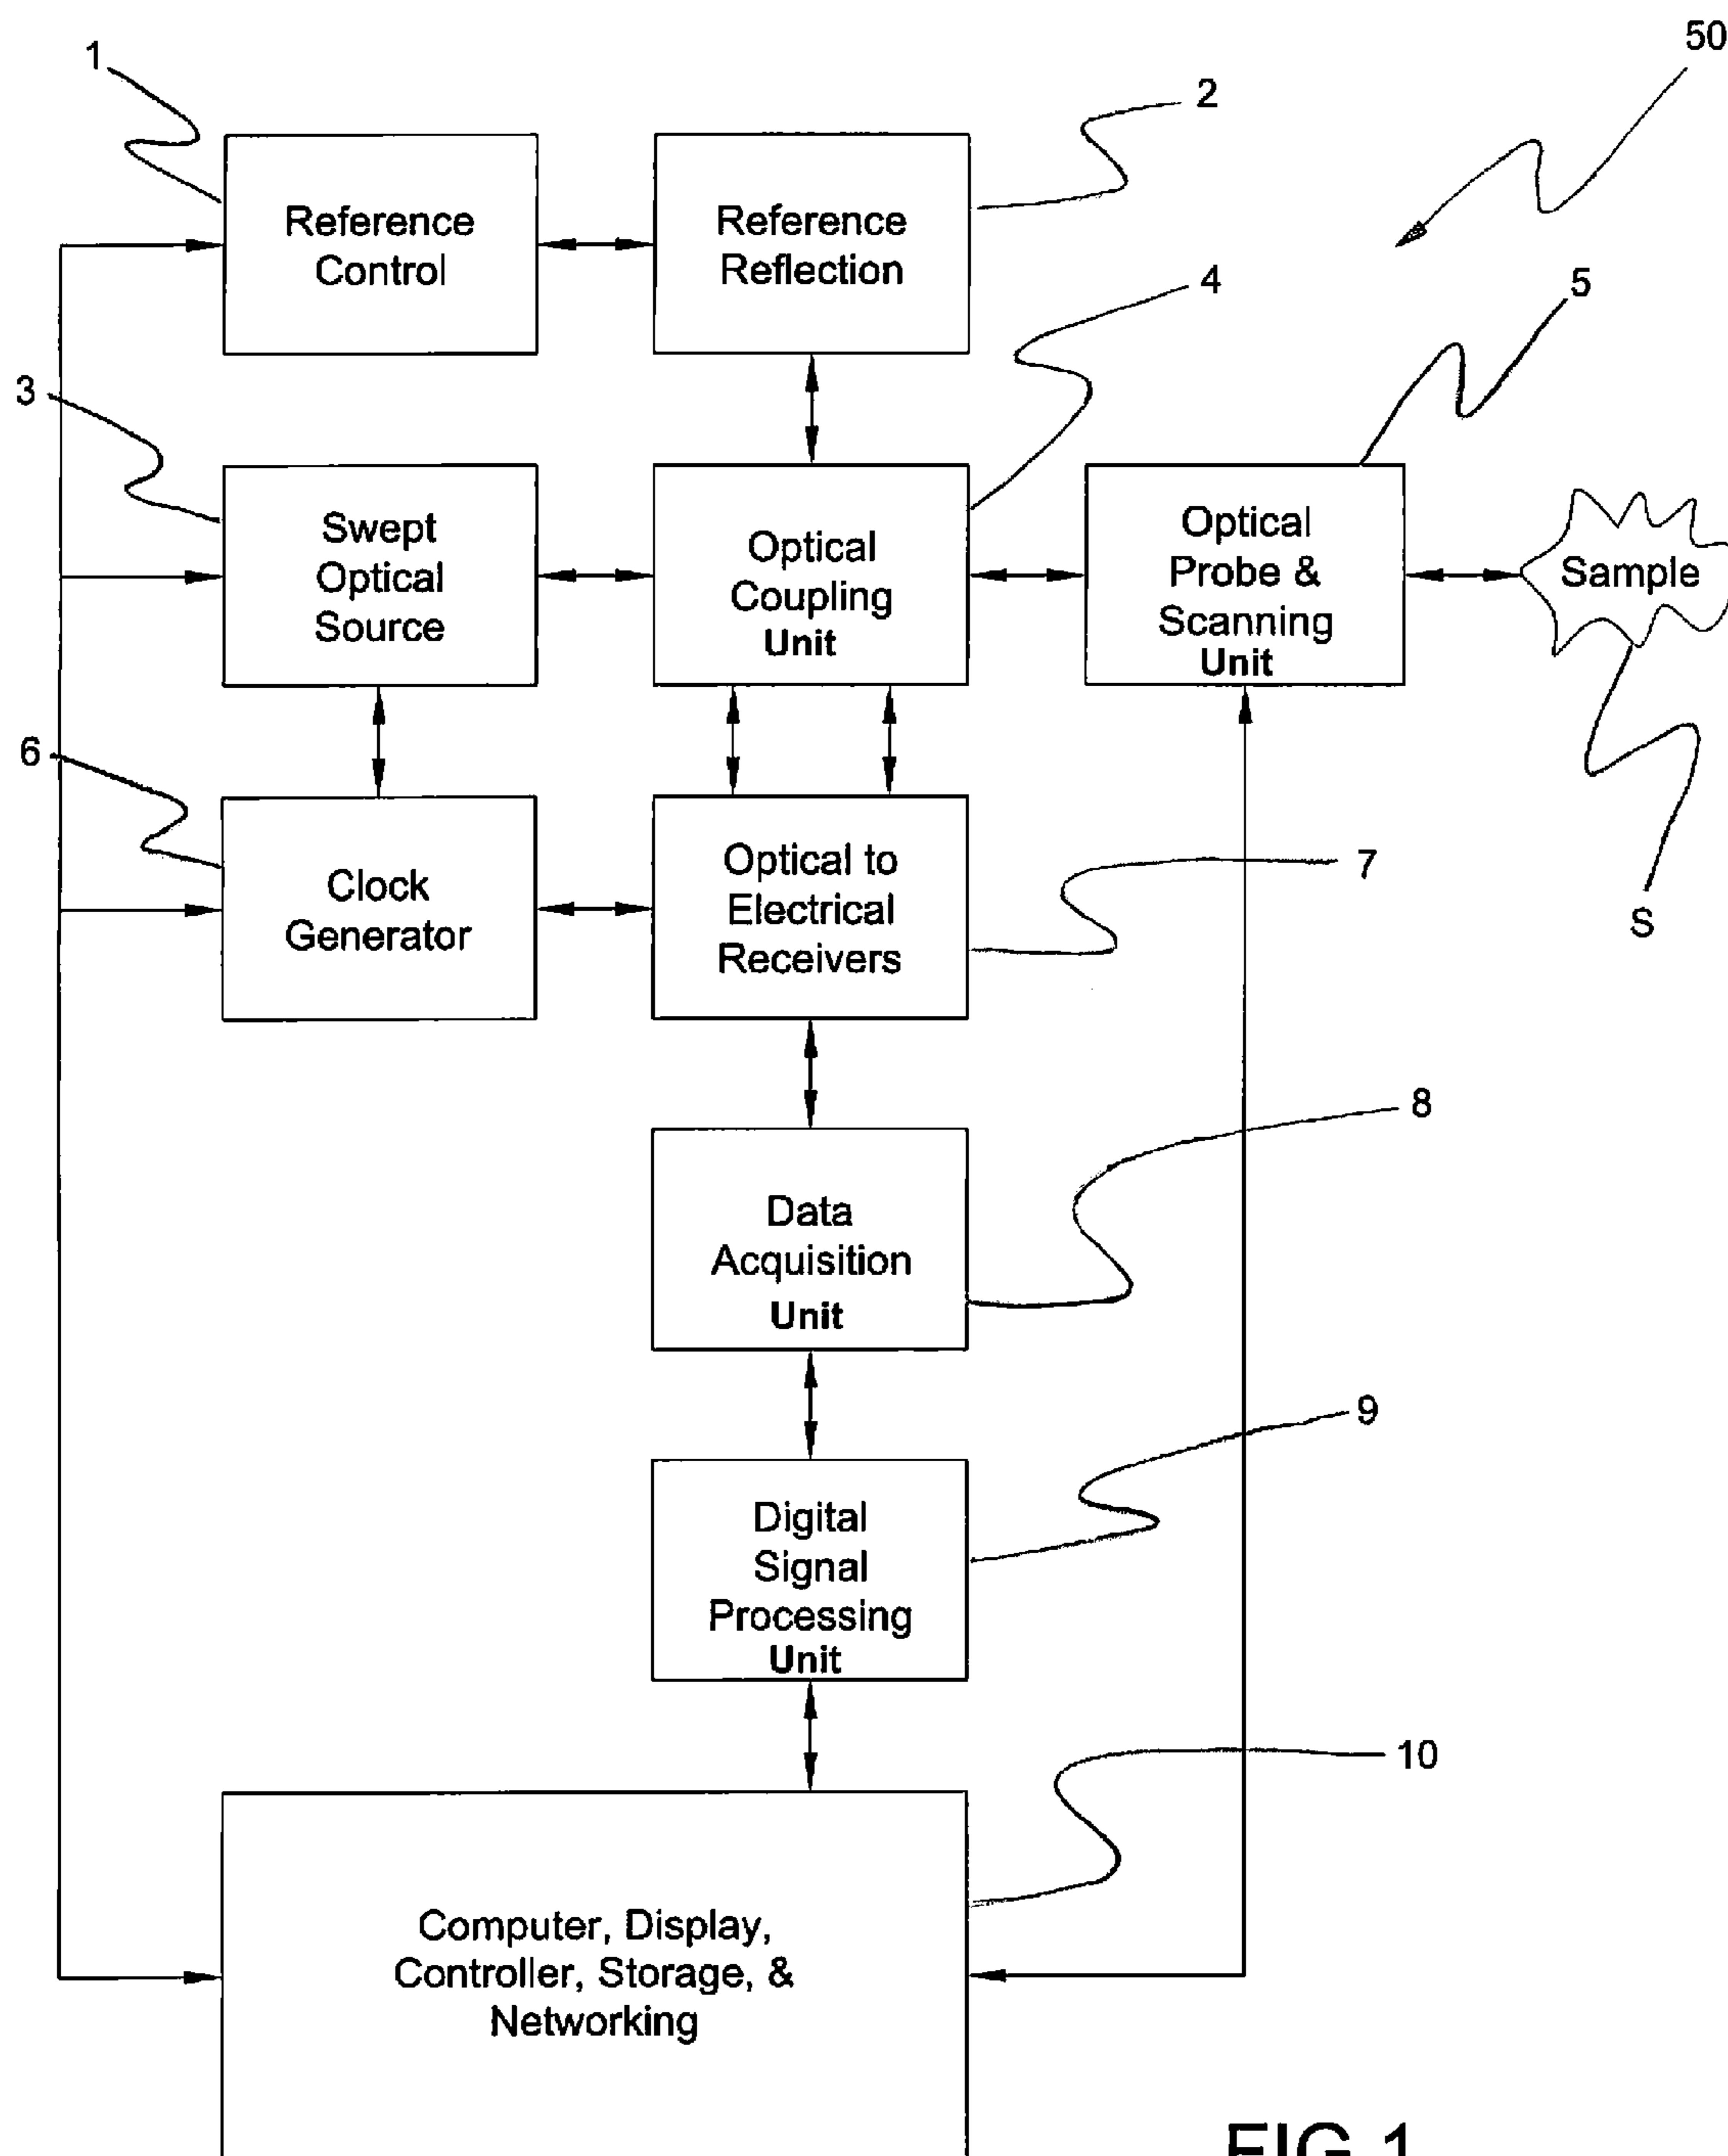 50
1
2
Reference
Control
Reference
Reflection
4
5
3
Swept
Optical
Source
Optical
Coupling
Unit
Optical
Probe &
Scanning
Unit
Sample
6
Clock
Generator
Optical to
Electrical
Receivers
7
S
8
Data
Acquisition
Unit
9
Digital
Signal
Processing
Unit
10
Computer, Display,
Controller, Storage, &
Networking
FIG.1